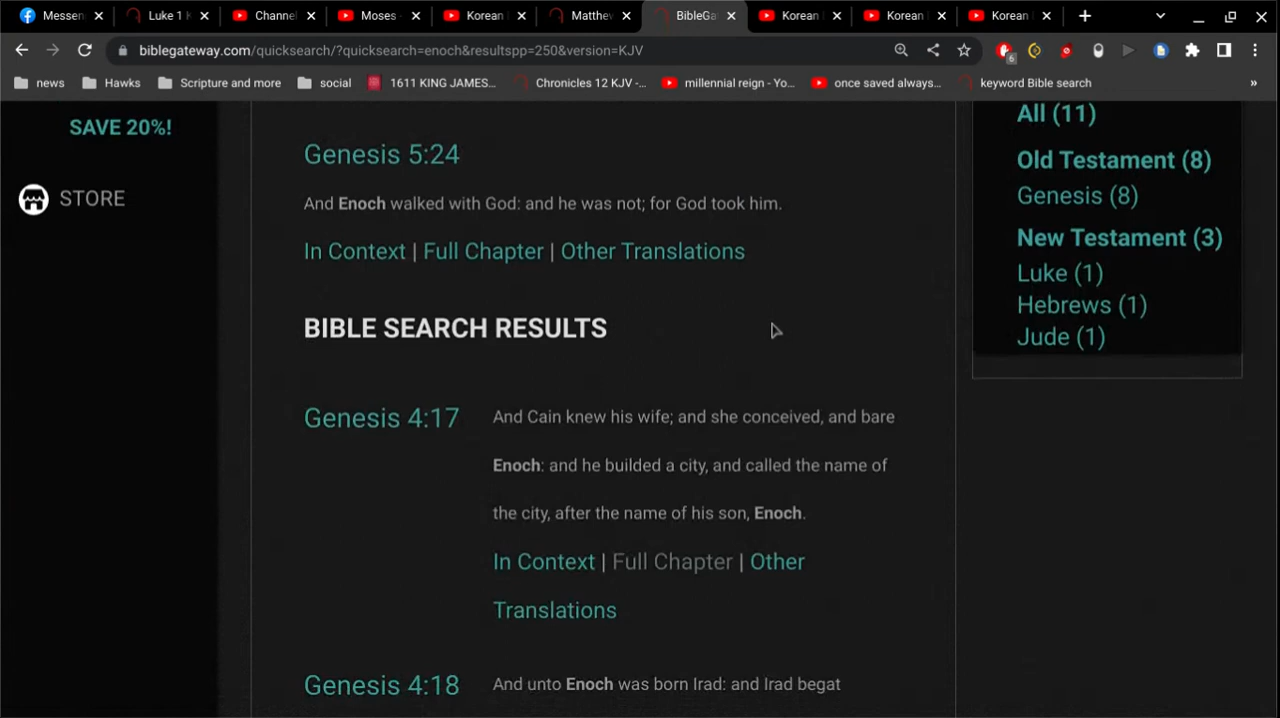 Messen
Luke 1 K
Channel
Moses -
Korean
Matthew
BibleGa
Korean
Korean
Korean
biblegateway.com/quicksearch/?quicksearch=enoch&resultspp=250&version=KJV
6
news
Hawks
Scripture and more
social
1611 KING JAMES...
Chronicles 12 KJV -...
millennial reign - Yo...
once saved always...
keyword Bible search
»
SAVE 20%!
STORE
Genesis 5:24
And Enoch walked with God: and he was not; for God took him.
In Context | Full Chapter | Other Translations
BIBLE SEARCH RESULTS
Genesis 4:17
And Cain knew his wife; and she conceived, and bare
Enoch: and he builded a city, and called the name of
the city, after the name of his son, Enoch.
In Context | Full Chapter | Other
Translations
Genesis 4:18
And unto Enoch was born Irad: and Irad begat
All (11)
Old Testament (8)
Genesis (8)
New Testament (3)
Luke (1)
Hebrews (1)
Jude (1)